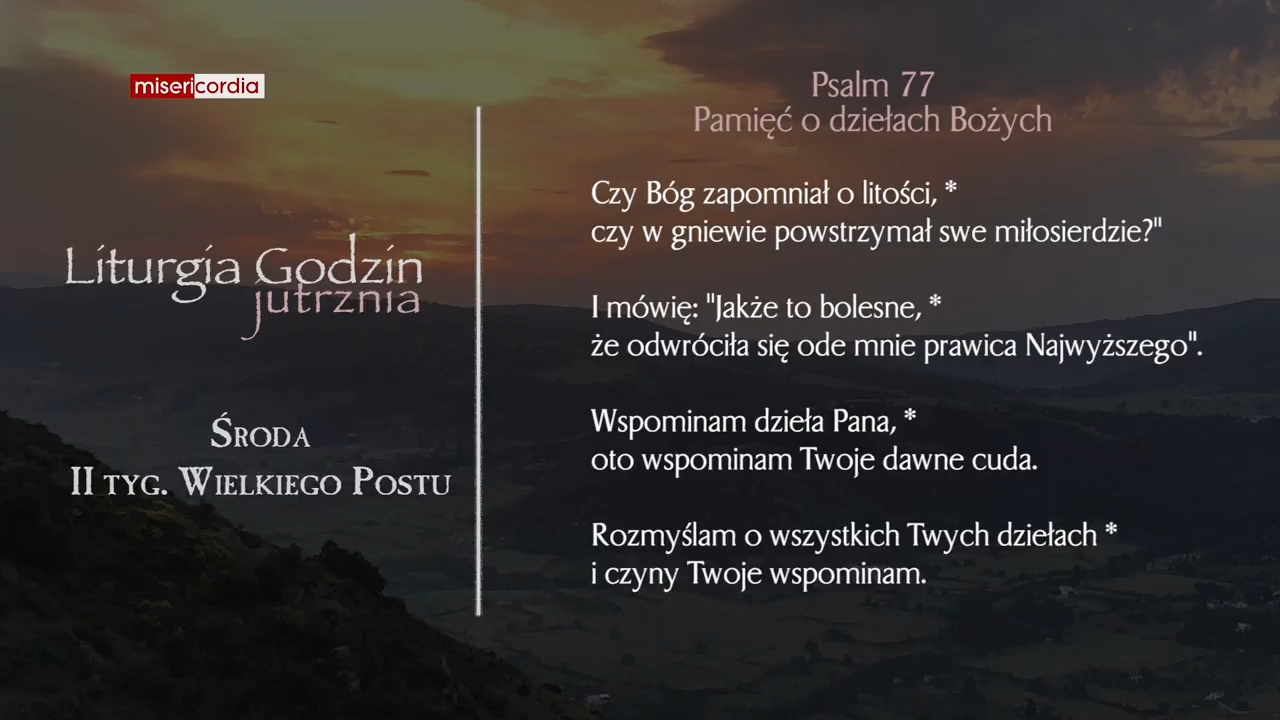 misericordia
Liturgia Godzin
jutrznia
Środa
II tyg. Wielkiego Postu
Psalm 77
Pamięć o dziełach Bożych
Czy Bóg zapomniał o litości, *
czy w gniewie powstrzymał swe miłosierdzie?"
I mówię: "Jakże to bolesne, *
że odwróciła się ode mnie prawica Najwyższego".
Wspominam dzieła Pana, *
oto wspominam Twoje dawne cuda.
Rozmyślam o wszystkich Twych dziełach *
i czyny Twoje wspominam.